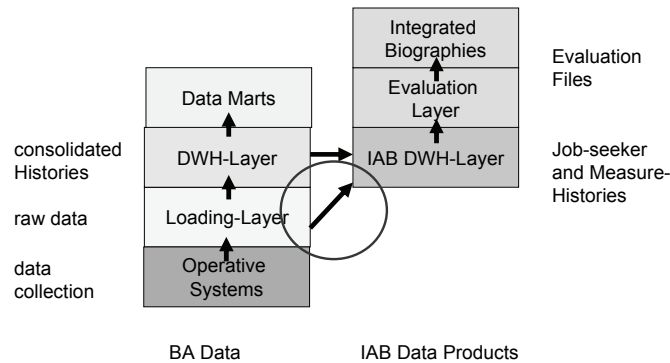 Integrated
Biographies
Evaluation
Files
Evaluation
Layer
Data Marts
consolidated
Histories
DWH-Layer
IAB DWH-Layer
Job-seeker
and Measure-
Histories
raw data
Loading-Layer
data
collection
Operative
Systems
BA Data
IAB Data Products